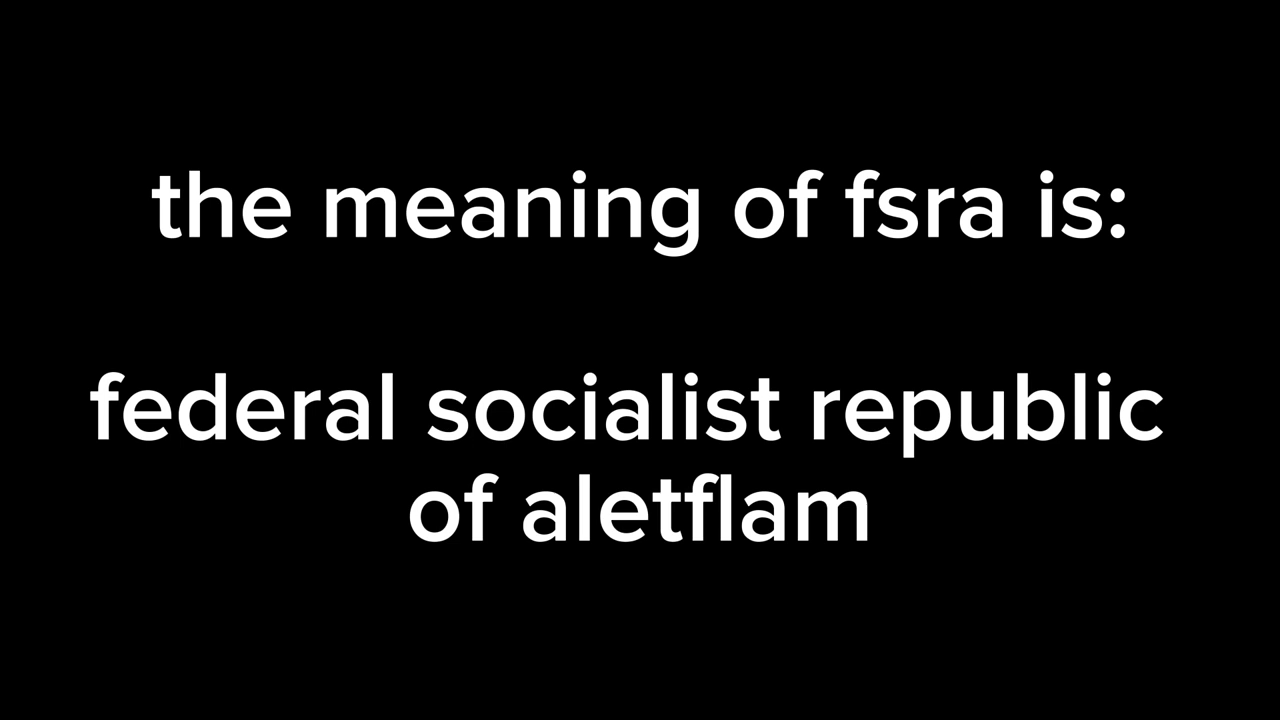 the meaning of fsra is:
federal socialist republic
of aletflam